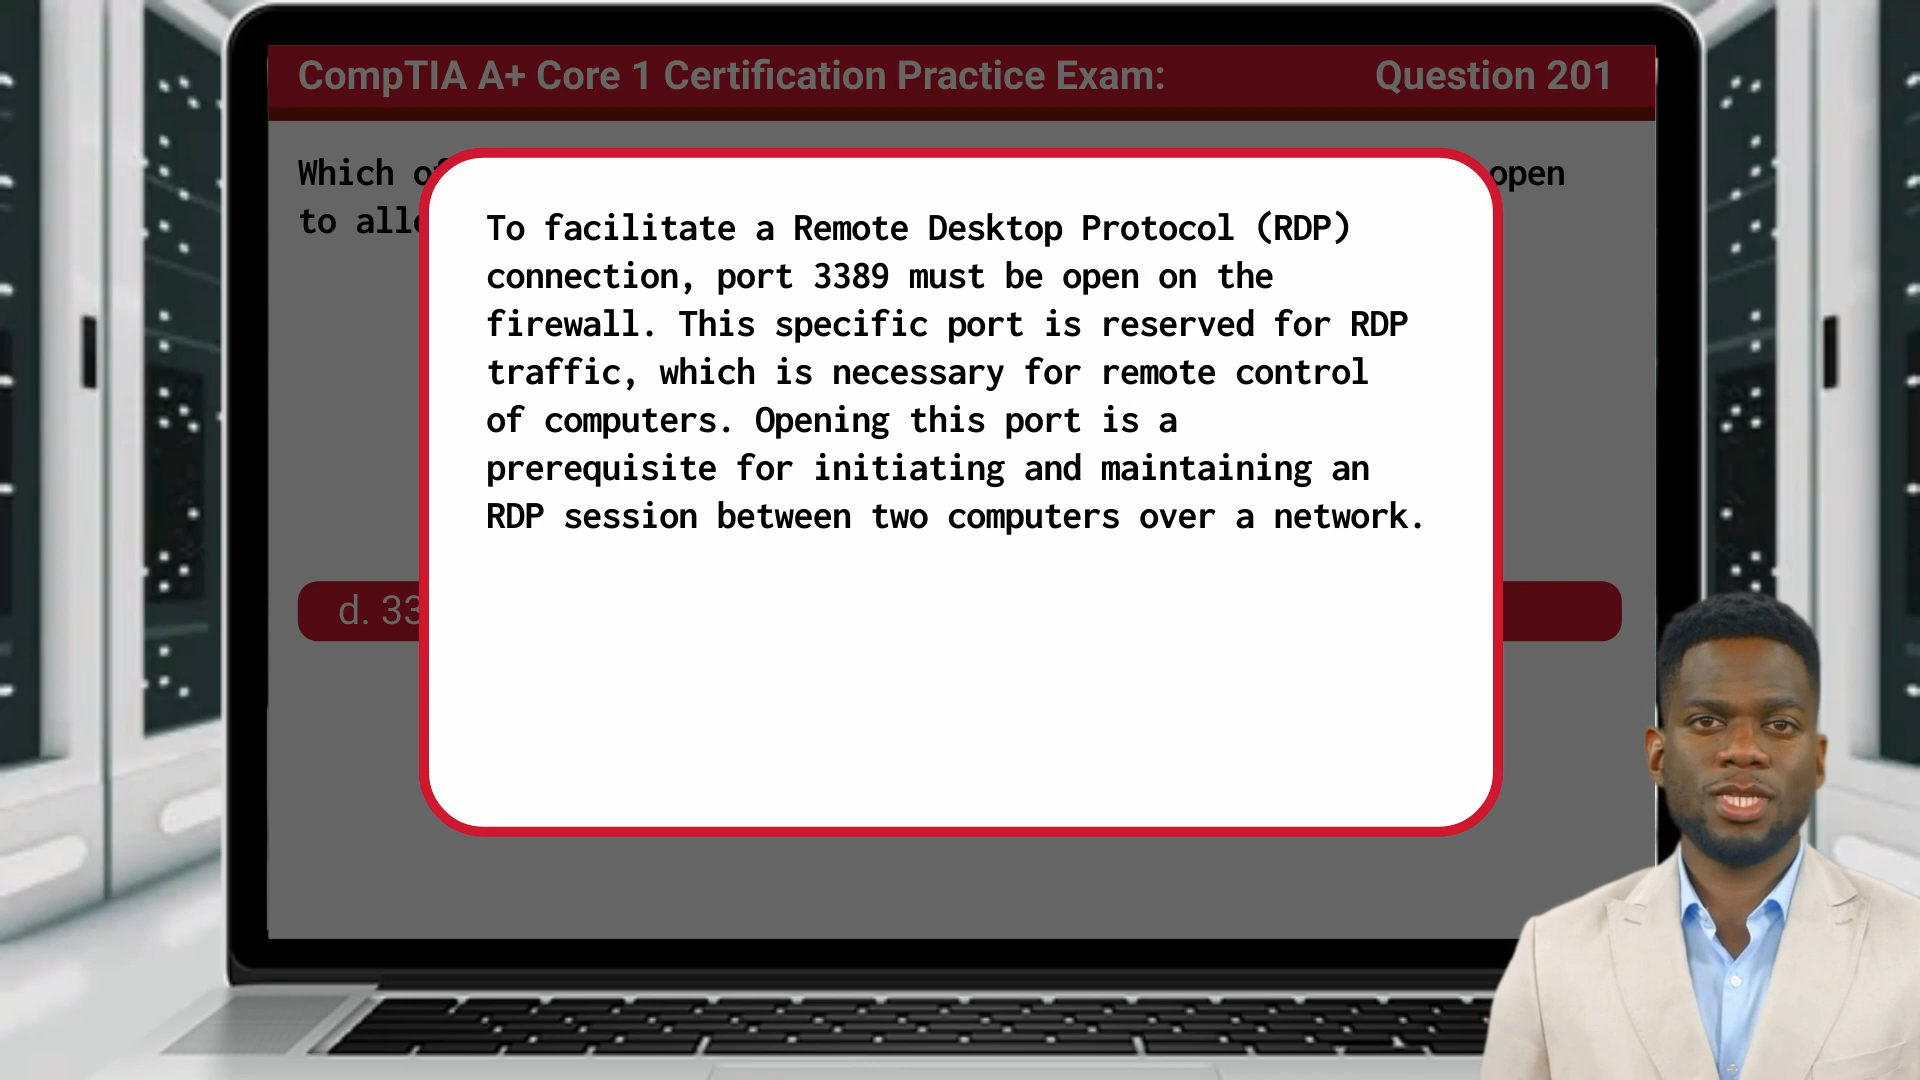 CompTIA A+ Core 1 Certification Practice Exam: Question 201
Which open
to
To facilitate a Remote Desktop Protocol (RDP)
connection, port 3389 must be open on the
firewall. This specific port is reserved for RDP
traffic, which is necessary for remote control
of computers. Opening this port is a
prerequisite for initiating and maintaining an
RDP session between two computers over a network.
d. 33